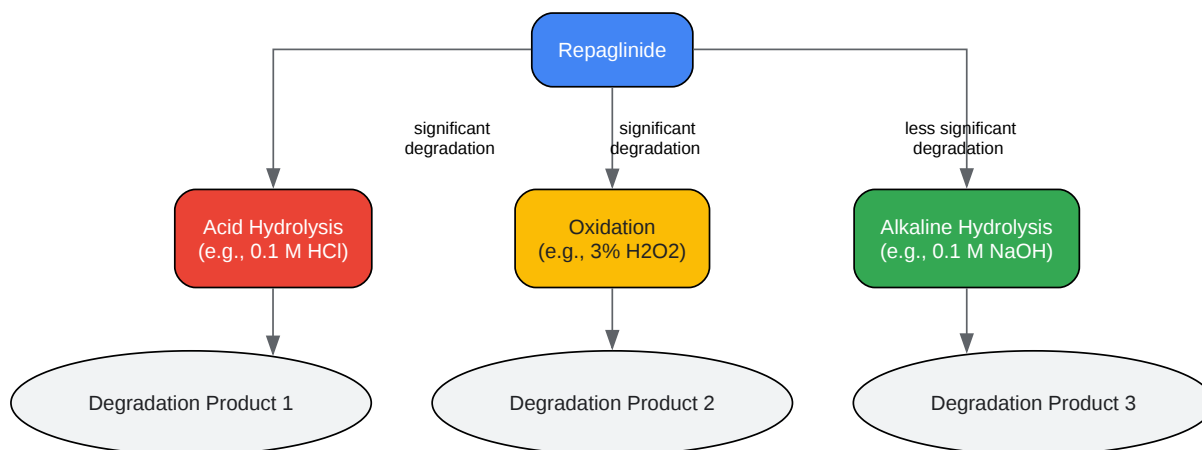 Repaglinide
significant
degradation
significant
degradation
less significant
degradation
Acid Hydrolysis
(e.g., 0.1 M HCl)
Oxidation
(e.g., 3% H2O2)
Alkaline Hydrolysis
(e.g., 0.1 M NaOH)
Degradation Product 1
Degradation Product 2
Degradation Product 3